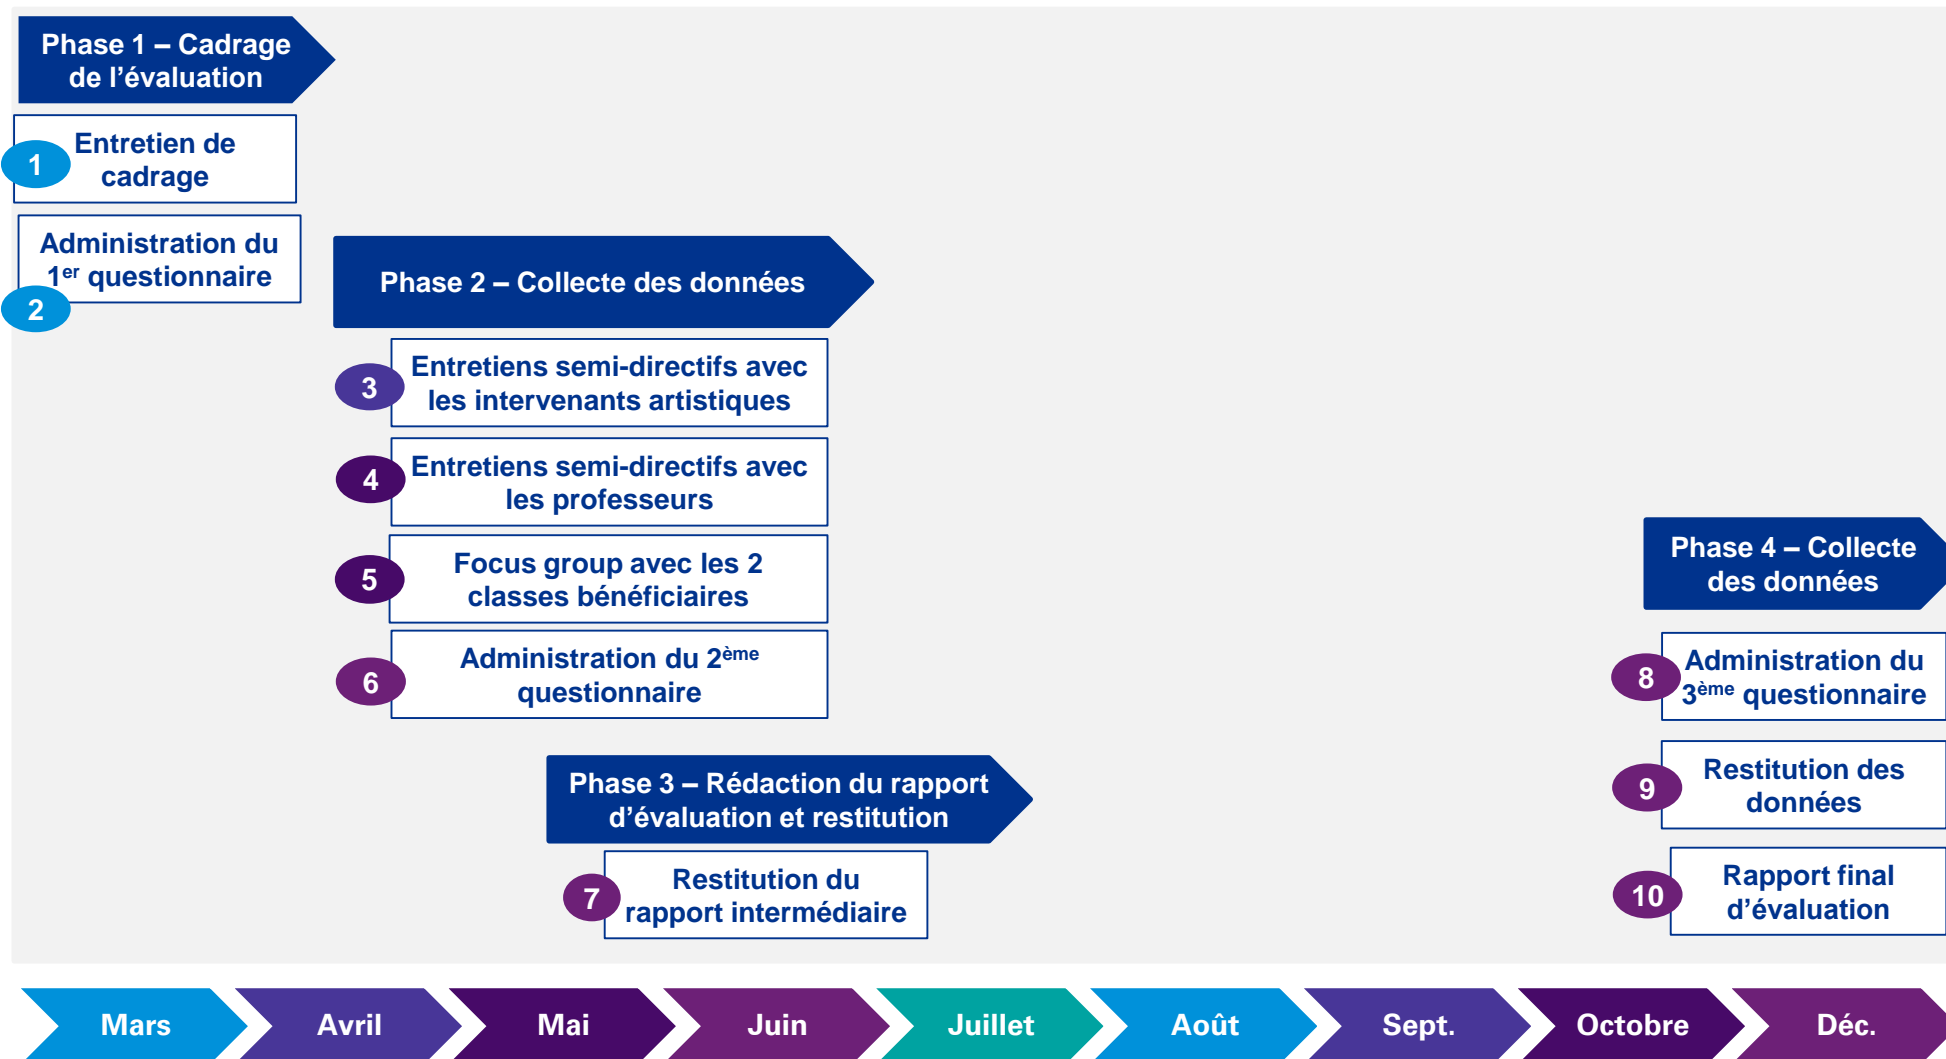 Phase 1 – Cadrage
de l’évaluation
1
Entretien de
cadrage
Administration du
1er questionnaire
2
Phase 2 – Collecte des données
3
Entretiens semi-directifs avec
les intervenants artistiques
4
Entretiens semi-directifs avec
les professeurs
5
Focus group avec les 2
classes bénéficiaires
6
Administration du 2ème
questionnaire
Phase 3 – Rédaction du rapport
d’évaluation et restitution
7
Restitution du
rapport intermédiaire
Phase 4 – Collecte
des données
8
Administration du
3ème questionnaire
9
Restitution des
données
10
Rapport final
d’évaluation
Mars
Avril
Mai
Juin
Juillet
Août
Sept.
Octobre
Déc.